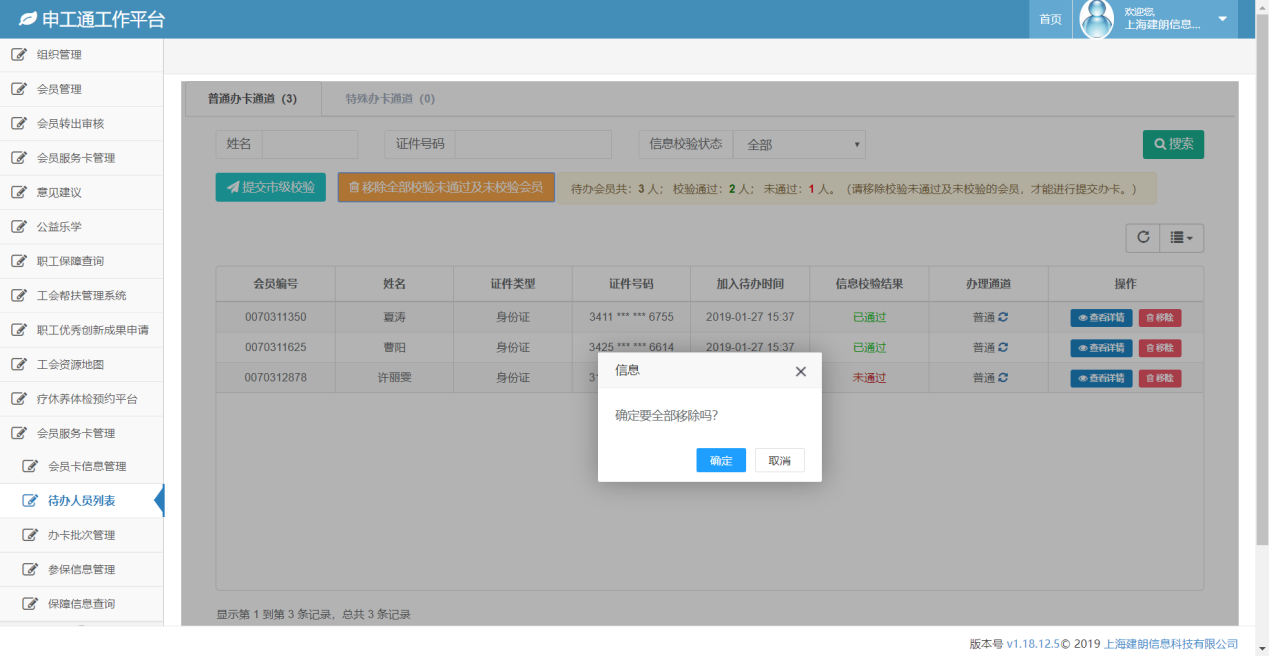 申工通工作平台
首页
欢迎您,
上海建朗信息...
组织管理
会员管理
会员转出审核
会员服务卡管理
意见建议
公益乐学
职工保障查询
工会帮扶管理系统
职工优秀创新成果申请
工会资源地图
疗休养体检预约平台
会员服务卡管理
会员卡信息管理
待办人员列表
办卡批次管理
参保信息管理
保障信息查询
普通办卡通道（3） 特殊办卡通道（0）
姓名 证件号码 信息校验状态 全部 搜索
提交市级校验 移除全部校验未通过及未校验会员 待办会员共：3 人； 校验通过：2 人； 未通过：1 人。（请移除校验未通过及未校验的会员，才能进行提交办卡。）
会员编号 姓名 证件类型 证件号码 加入待办时间 信息校验结果 办理通道 操作
0070311350 夏涛 身份证 3411 *** *** 6755 2019-01-27 15:37 已通过 普通 查看详情 移除
0070311625 曹阳 身份证 3425 *** *** 6614 2019-01-27 15:37 已通过 普通 查看详情 移除
0070312878 许丽雯 身份证 未通过 普通 查看详情 移除
信息
确定要全部移除吗?
确定 取消
显示第 1 到第 3 条记录，总共 3 条记录
版本号 v1.18.12.5© 2019 上海建朗信息科技有限公司